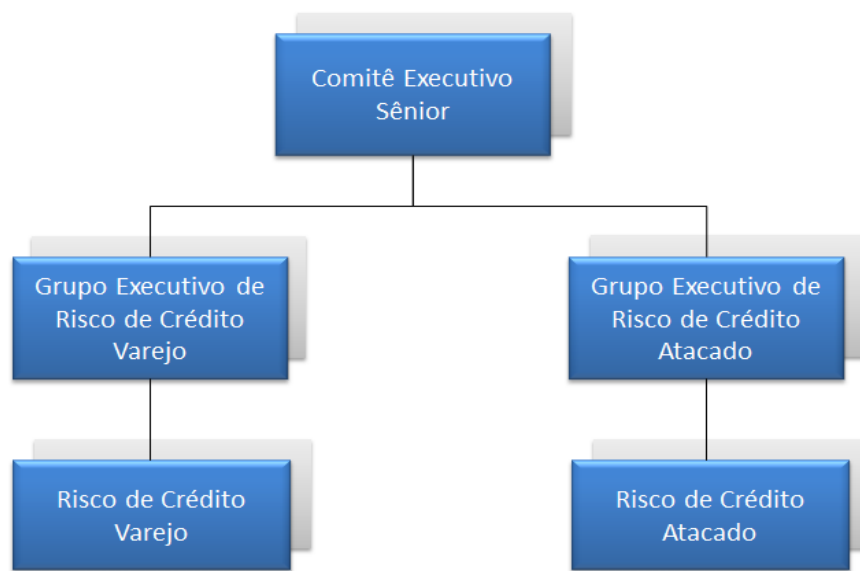 Comitê Executivo
Sênior
Grupo Executivo de
Risco de Crédito
Varejo
Grupo Executivo de
Risco de Crédito
Atacado
Risco de Crédito
Varejo
Risco de Crédito
Atacado